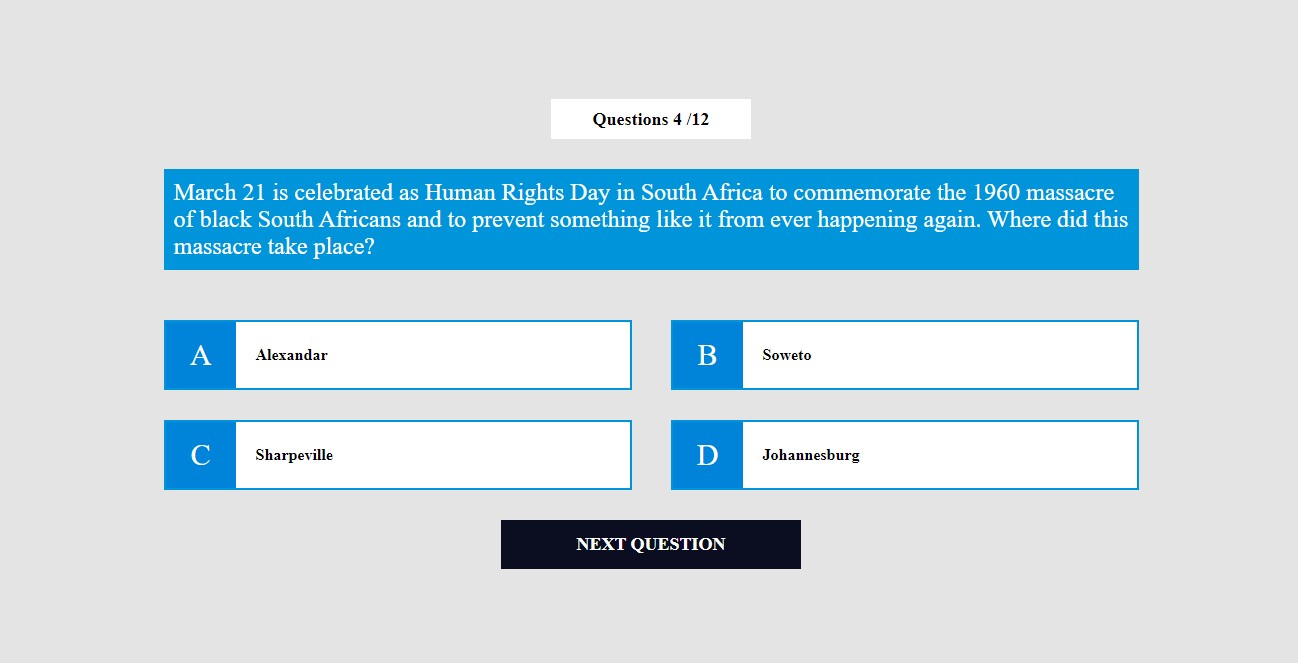 Questions 4 /12
March 21 is celebrated as Human Rights Day in South Africa to commemorate the 1960 massacre
of black South Africans and to prevent something like it from ever happening again. Where did this
massacre take place?
A Alexandar
B Soweto
C Sharpeville
D Johannesburg
NEXT QUESTION